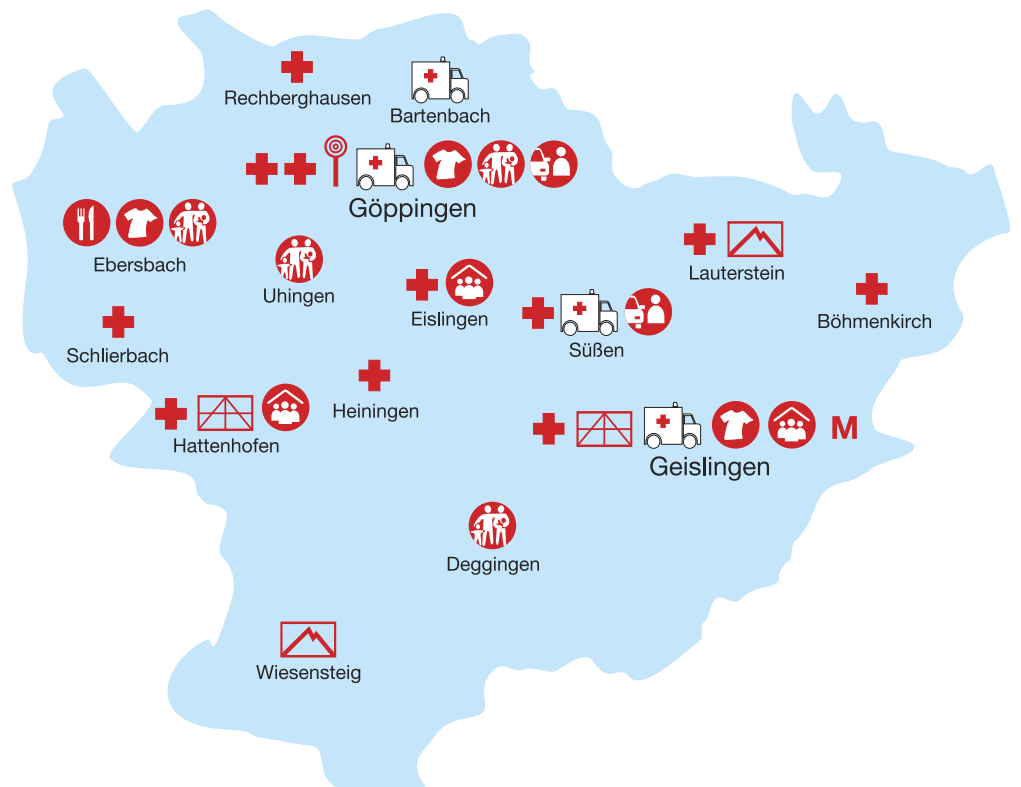 Rechberghausen
Bartenbach
Göppingen
Ebersbach
Uhingen
Eislingen
Lauterstein
Süßen
Böhmenkirch
Schlierbach
Heiningen
Hattenhofen
M
Geislingen
Deggingen
Wiesensteig